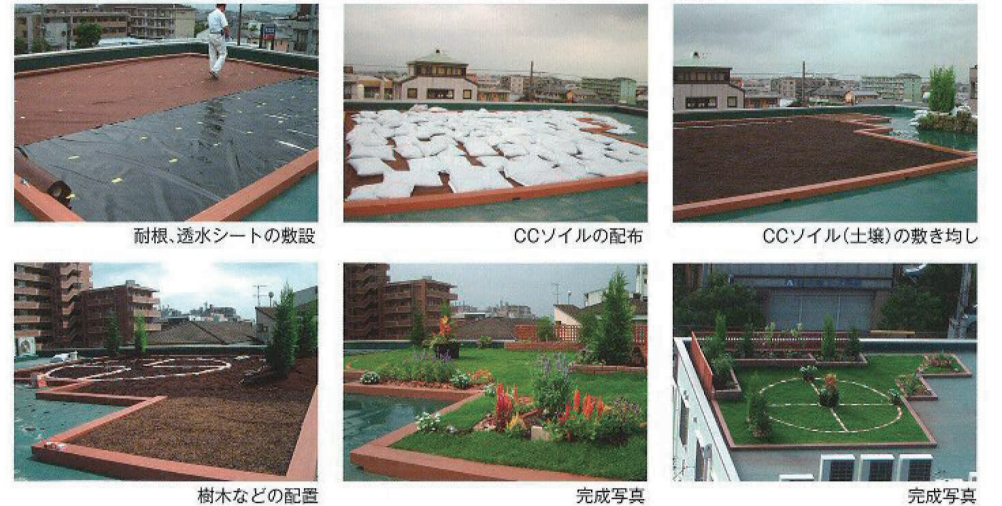 耐根、透水シートの敷設
CCソイルの配布
CCソイル(土壌)の敷き均し
樹木などの配置
完成写真
完成写真